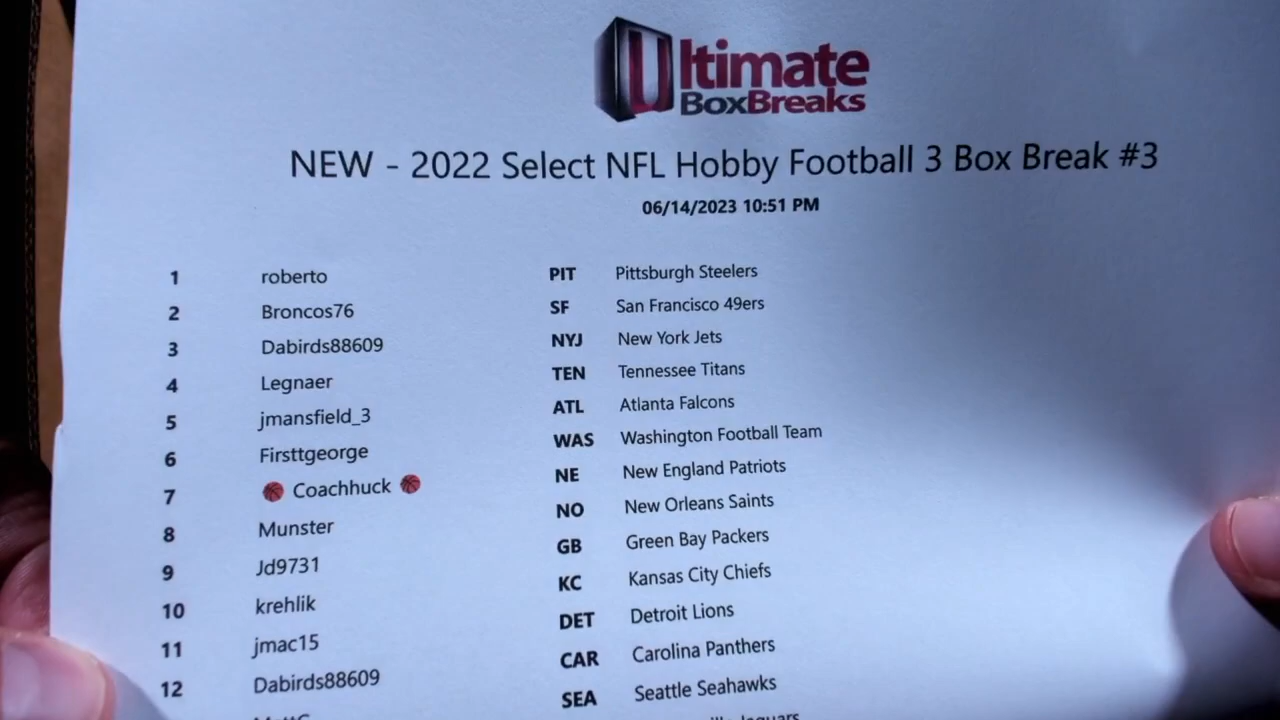 Ultimate
BoxBreaks
NEW - 2022 Select NFL Hobby Football 3 Box Break #3
06/14/2023 10:51 PM
1 roberto PIT Pittsburgh Steelers
2 Broncos76 SF San Francisco 49ers
3 Dabirds88609 NYJ New York Jets
4 Legnaer TEN Tennessee Titans
5 jmansfield_3 ATL Atlanta Falcons
6 Firsttgeorge WAS Washington Football Team
7 🏀 Coachhuck 🏀 NE New England Patriots
8 Munster NO New Orleans Saints
9 Jd9731 GB Green Bay Packers
10 krehlik KC Kansas City Chiefs
11 jmac15 DET Detroit Lions
12 Dabirds88609 CAR Carolina Panthers
SEA Seattle Seahawks